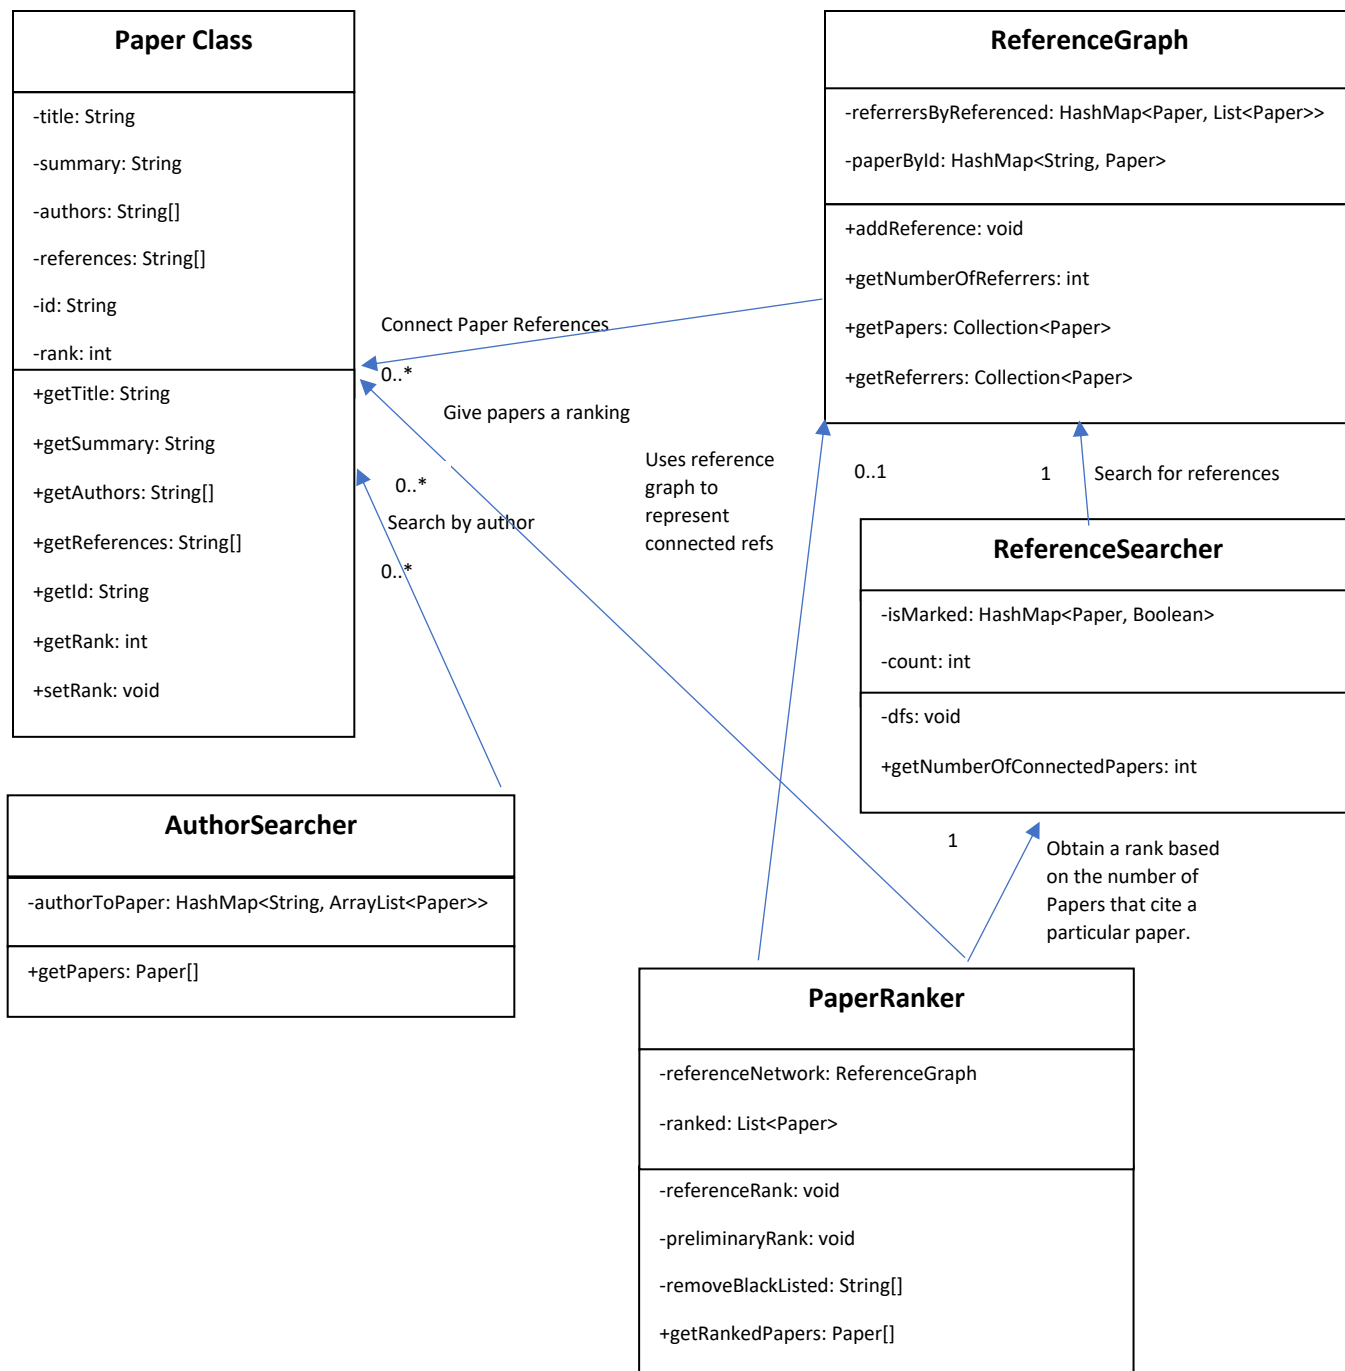 Paper Class
-title: String
-summary: String
-authors: String[]
-references: String[]
-id: String
-rank: int
+getTitle: String
+getSummary: String
+getAuthors: String[]
+getReferences: String[]
+getId: String
+getRank: int
+setRank: void
ReferenceGraph
-referrersByReferenced: HashMap<Paper, List<Paper>>
-paperById: HashMap<String, Paper>
+addReference: void
+getNumberOfReferrers: int
+getPapers: Collection<Paper>
+getReferrers: Collection<Paper>
Connect Paper References
0..*
Give papers a ranking
0..*
Search by author
0..*
Uses reference
graph to
represent
connected refs
0..1
1
Search for references
ReferenceSearcher
-isMarked: HashMap<Paper, Boolean>
-count: int
-dfs: void
+getNumberOfConnectedPapers: int
AuthorSearcher
-authorToPaper: HashMap<String, ArrayList<Paper>>
+getPapers: Paper[]
1
Obtain a rank based
on the number of
Papers that cite a
particular paper.
PaperRanker
-referenceNetwork: ReferenceGraph
-ranked: List<Paper>
-referenceRank: void
-preliminaryRank: void
-removeBlackListed: String[]
+getRankedPapers: Paper[]